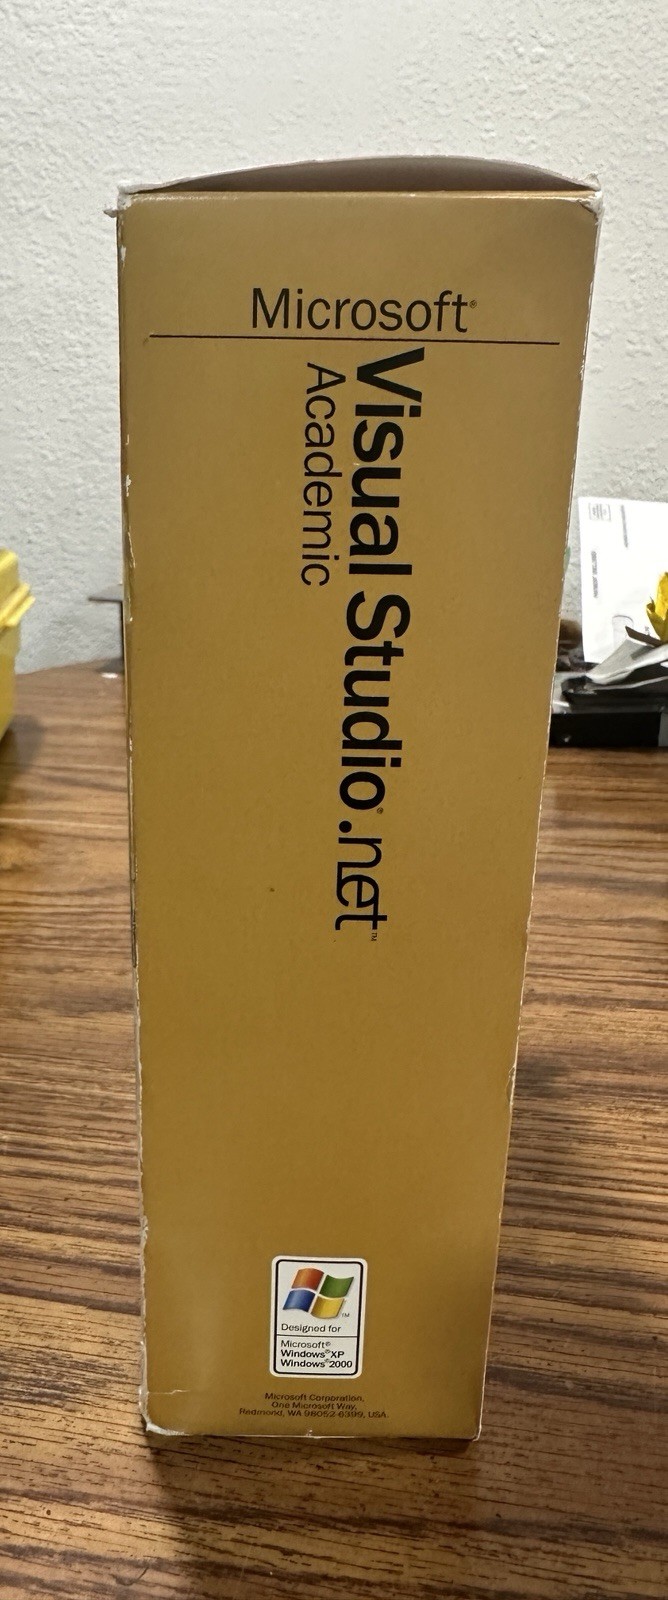 Microsoft®
Visual Studio®.net™
Academic
™
Designed for
Microsoft®
Windows®XP
Windows®2000
Microsoft Corporation.
One Microsoft Way.
Redmond, WA 98052-6399, USA.